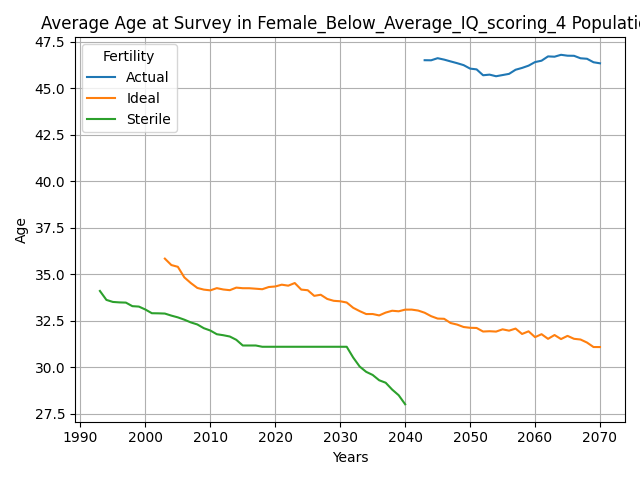 Average Age at Survey in Female_Below_Average_IQ_scoring_4 Populatio
47.5
45.0
42.5
40.0
37.5
35.0
32.5
30.0
27.5
Age
Fertility
Actual
Ideal
Sterile
1990 2000 2010 2020 2030 2040 2050 2060 2070
Years